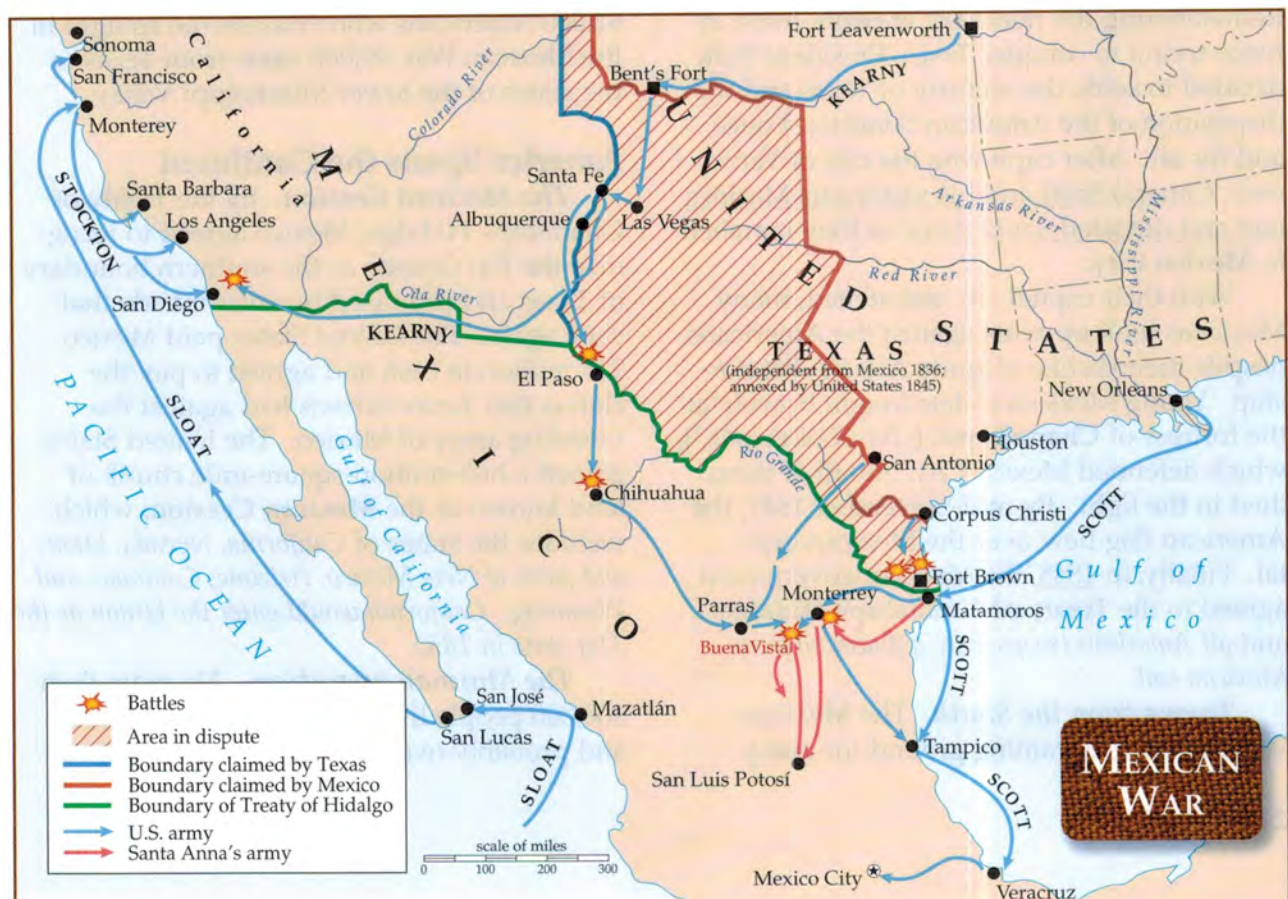 Sonoma
San Francisco
Monterey
California
STOCKTON
Santa Barbara
Los Angeles
San Diego
Colorado River
Gila River
KEARNY
MEXICO
Bent's Fort
Fort Leavenworth
KEARNY
UNITED STATES
Santa Fe
Albuquerque
Las Vegas
Arkansas River
Mississippi River
Red River
TEXAS
(independent from Mexico 1836;
annexed by United States 1845)
El Paso
Chihuahua
Rio Grande
San Antonio
Houston
New Orleans
Corpus Christi
SCOTT
Fort Brown
Matamoros
Gulf of
Mexico
Monterrey
Parras
Buena Vista
SCOTT
Tampico
San Luis Potosí
SCOTT
Mexico City
Veracruz
PACIFIC OCEAN
SLOAT
Gulf of California
San José
San Lucas
Mazatlán
SLOAT
Battles
Area in dispute
Boundary claimed by Texas
Boundary claimed by Mexico
Boundary of Treaty of Hidalgo
U.S. army
Santa Anna's army
scale of miles
0 100 200 300
MEXICAN
WAR